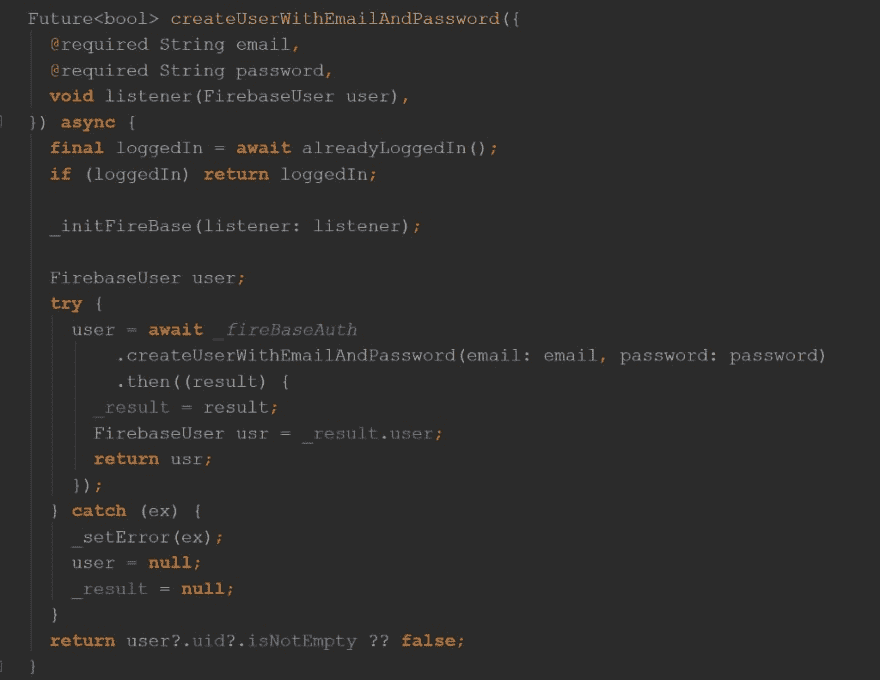 Future<bool> createUserWithEmailAndPassword({
@required String email,
@required String password,
void listener(FirebaseUser user),
}) async {
final loggedIn = await alreadyLoggedIn();
if (loggedIn) return loggedIn;
_initFireBase(listener: listener);
FirebaseUser user;
try {
user = await _fireBaseAuth
.createUserWithEmailAndPassword(email: email, password: password)
.then((result) {
_result = result;
FirebaseUser usr = _result.user;
return usr;
});
} catch (ex) {
_setError(ex);
user = null;
_result = null;
}
return user?.uid?.isNotEmpty ?? false;
}